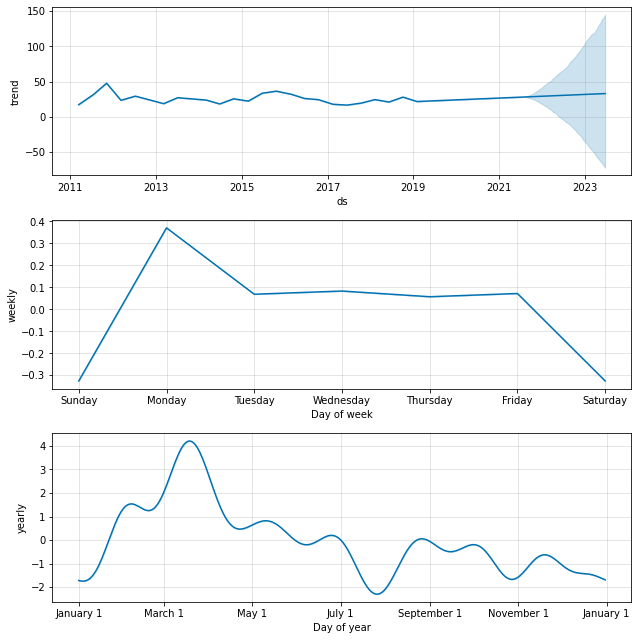 150
100
50
0
−50
trend
2011 2013 2015 2017 2019 2021 2023
ds
0.4
0.3
0.2
0.1
0.0
−0.1
−0.2
−0.3
weekly
Sunday Monday Tuesday Wednesday Thursday Friday Saturday
Day of week
4
3
2
1
0
−1
−2
yearly
January 1 March 1 May 1 July 1 September 1 November 1 January 1
Day of year